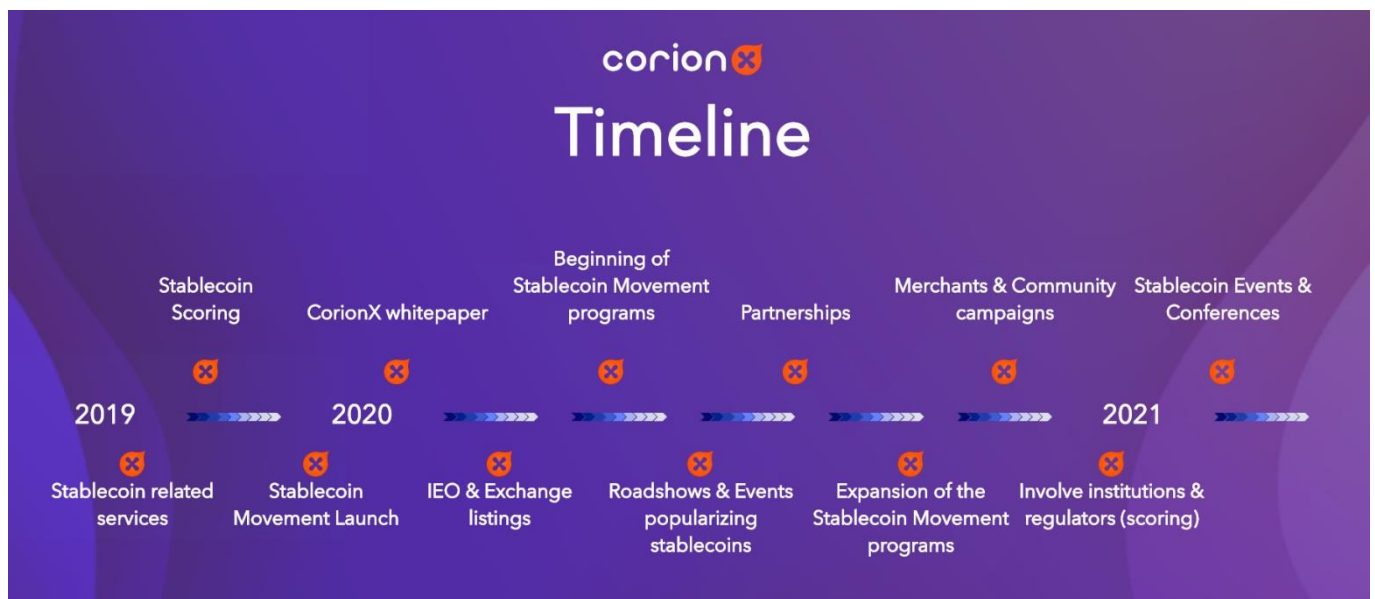 corion x
Timeline
Beginning of
Stablecoin Movement
programs
Stablecoin
Scoring
CorionX whitepaper
Partnerships
Merchants & Community
campaigns
Stablecoin Events &
Conferences
2019
2020
2021
Stablecoin related
services
Stablecoin
Movement Launch
IEO & Exchange
listings
Roadshows & Events
popularizing
stablecoins
Expansion of the
Stablecoin Movement
programs
Involve institutions &
regulators (scoring)